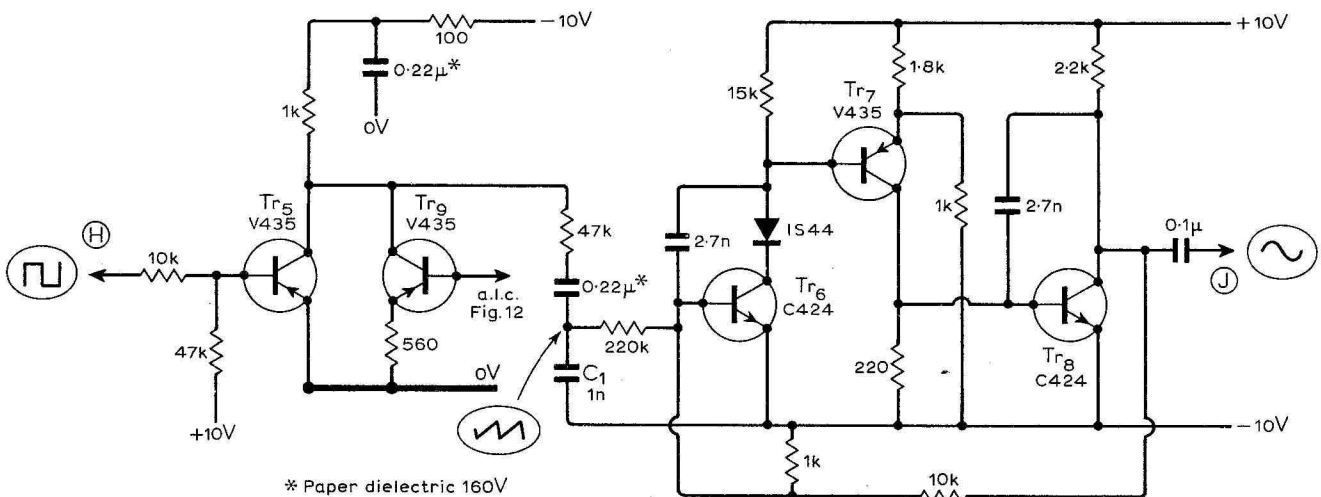 −10V
+10V
100
0·22µ*
0V
1k
1·8k
2·2k
15k
Tr7
V435
Tr5
V435
Tr9
V435
H
10k
47k
2·7n
IS44
1k
2·7n
0·1µ
J
a.l.c.
Fig.12
0·22µ*
Tr6
C424
47k
560
220k
220
Tr8
C424
0V
C1
1n
+10V
−10V
1k
10k
* Paper dielectric 160V